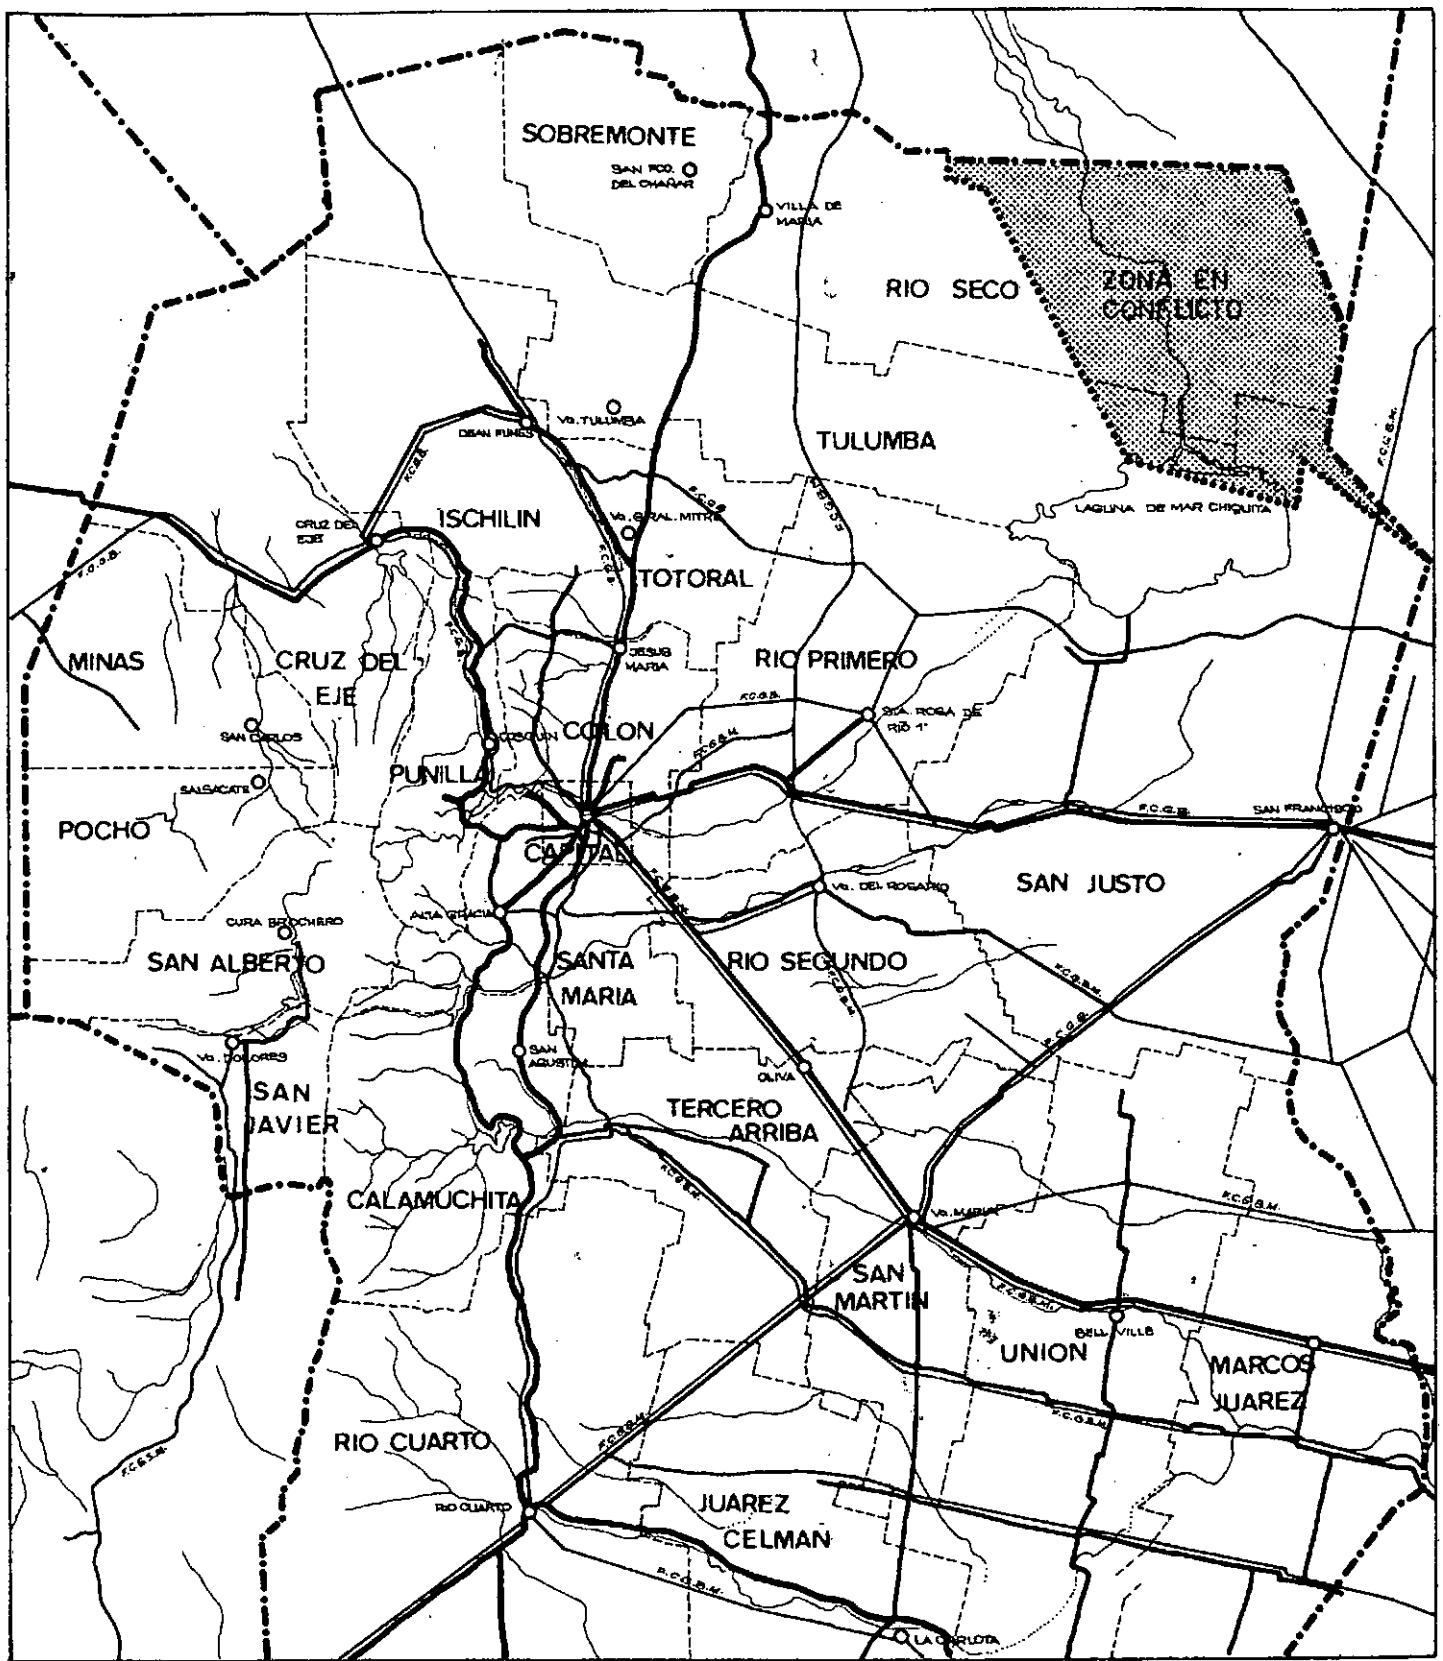 SOBREMONTE
SAN FCO.
DEL CHAÑAR
VILLA DE
MARIA
RIO SECO
ZONA EN
CONFLICTO
Va. TULUMBA
DEAN FUNES
TULUMBA
F.C.G.B.
F.C.G.B.M.
F.C.G.B.
LAGUNA DE MAR CHIQUITA
CRUZ DEL
EJE
ISCHILIN
Va. GRAL. MITRE
F.C.G.B.
F.C.G.B.
TOTORAL
MINAS
CRUZ DEL
EJE
F.C.G.B.
JESUS
MARIA
RIO PRIMERO
F.C.G.B.
STA. ROSA DE
RIO 1°
SAN CARLOS
COSQUIN
COLON
F.C.G.B.M.
PUNILLA
SALSACATE
POCHO
F.C.G.B.
SAN FRANCISCO
CAPITAL
F.C.G.B.M.
Va. DEL ROSARIO
SAN JUSTO
ALTA GRACIA
CURA BROCHERO
SAN ALBERTO
SANTA
MARIA
RIO SEGUNDO
F.C.G.B.M.
F.C.G.B.M.
F.C.G.B.
Va. DOLORES
SAN
AGUSTIN
OLIVA
SAN
JAVIER
TERCERO
ARRIBA
CALAMUCHITA
F.C.G.B.M.
Va. MARIA
F.C.G.B.M.
SAN
MARTIN
F.C.G.B.M.
BELL VILLE
UNION
MARCOS
JUAREZ
F.C.G.B.M.
RIO CUARTO
F.C.G.B.M.
F.C.G.S.M.
RIO CUARTO
JUAREZ
CELMAN
F.C.G.B.M.
LA CARLOTA